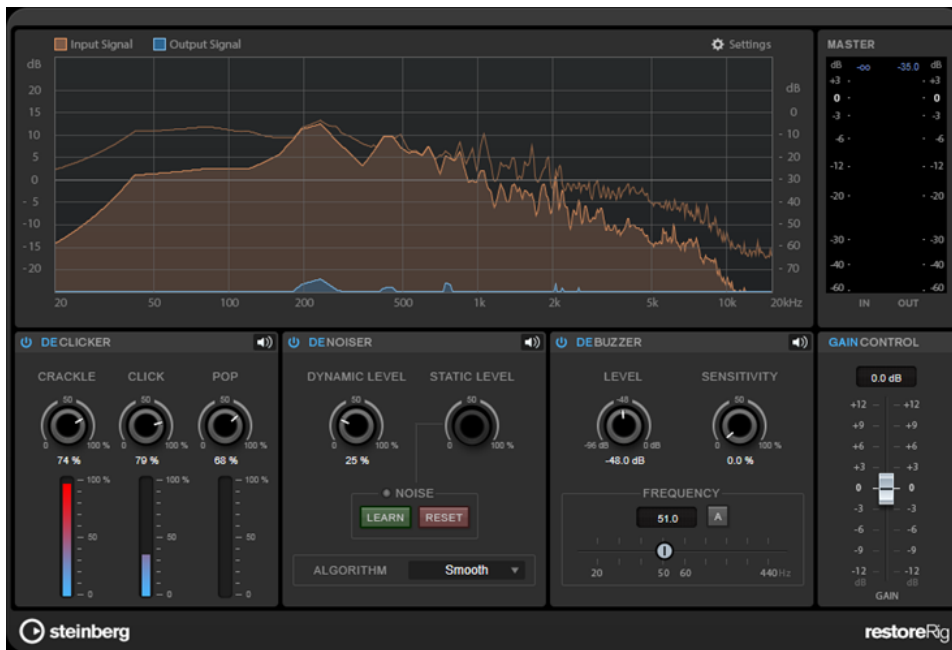 Input Signal Output Signal Settings
dB
20
15
10
5
0
- 5
-10
-15
-20
dB
0
- 10
- 20
- 30
- 40
- 50
- 60
- 70
20 50 100 200 500 1k 2k 5k 10k 20kHz
MASTER
dB -∞ -35.0 dB
+3 +3
0 0
-3 -3
-6 -6
-12 -12
-20 -20
-30 -30
-40 -40
-60 -60
IN OUT
DECLICKER
CRACKLE CLICK POP
50 50 50
0 100 % 0 100 % 0 100 %
74 % 79 % 68 %
100 % 100 % 100 %
50 50 50
0 0 0
DENOISER
DYNAMIC LEVEL STATIC LEVEL
50 50
0 100 % 0 100 %
25 %
NOISE
LEARN RESET
ALGORITHM Smooth
DEBUZZER
LEVEL SENSITIVITY
-48 50
-96 dB 0 dB 0 100 %
-48.0 dB 0.0 %
FREQUENCY
51.0 A
20 50 60 440 Hz
GAIN CONTROL
0.0 dB
+12 +12
+9 +9
+6 +6
+3 +3
0 0
-3 -3
-6 -6
-9 -9
-12 -12
dB dB
GAIN
steinberg restoreRig